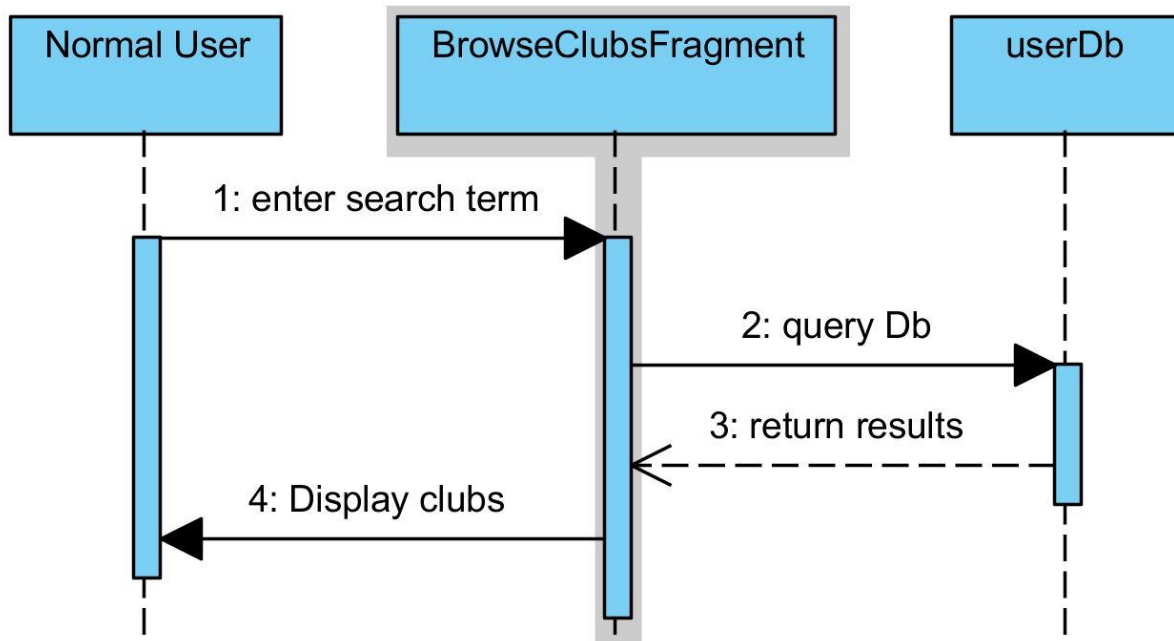 Normal User
BrowseClubsFragment
userDb
1: enter search term
2: query Db
3: return results
4: Display clubs